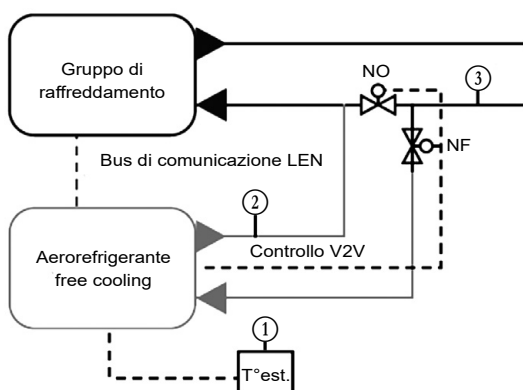 Gruppo di
raffreddamento
NO
3
NF
Bus di comunicazione LEN
2
Controllo V2V
Aerorefrigerante
free cooling
1
T°est.